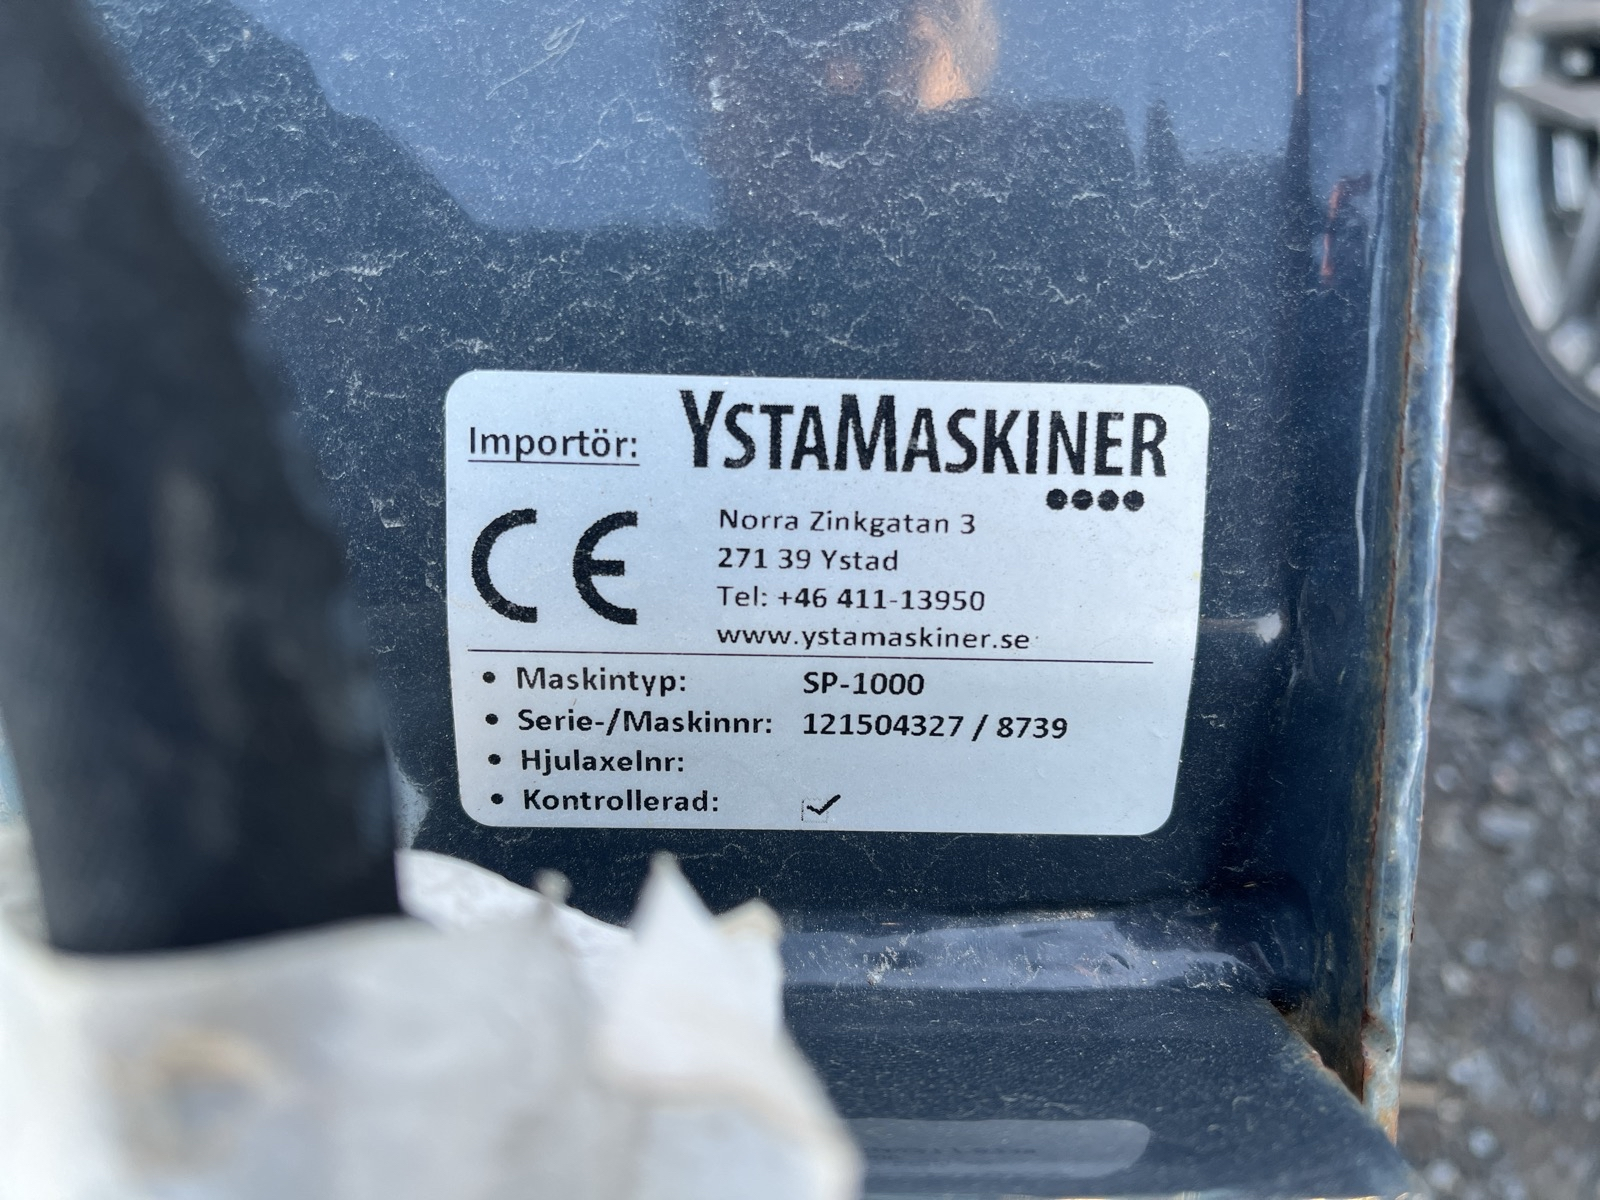 Importör: YSTAMASKINER
CE
Norra Zinkgatan 3
271 39 Ystad
Tel: +46 411-13950
www.ystamaskiner.se
• Maskintyp: SP-1000
• Serie-/Maskinnr: 121504327 / 8739
• Hjulaxelnr:
• Kontrollerad: ✓